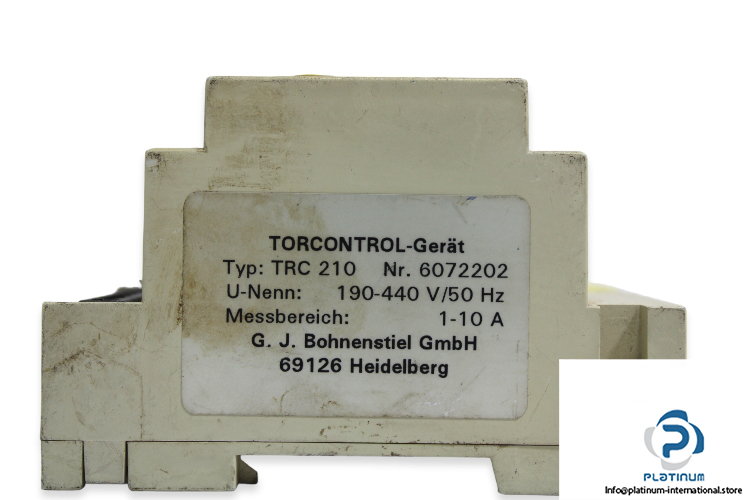 TORCONTROL-Gerät
Typ: TRC 210 Nr. 6072202
U-Nenn: 190-440 V/50 Hz
Messbereich: 1-10 A
G. J. Bohnenstiel GmbH
69126 Heidelberg
PLATINUM
Info@platinum-international.store